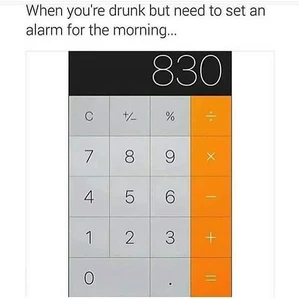 When you're drunk but need to set an
alarm for the morning...
830
C +/- % ÷
7 8 9 ×
4 5 6 −
1 2 3 +
0 . =